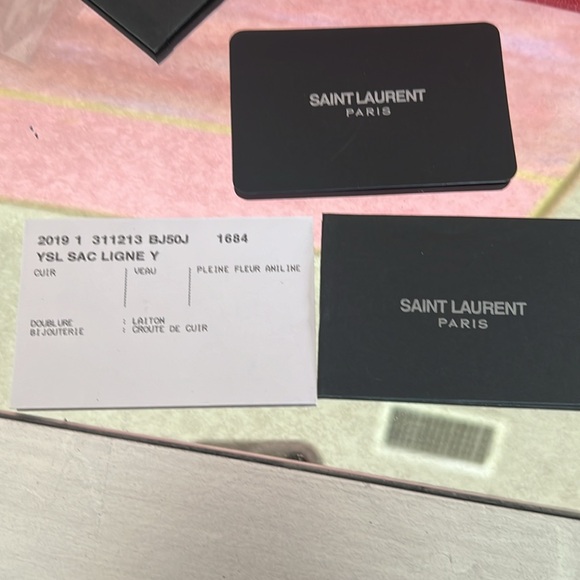 SAINT LAURENT
PARIS
2019 1 311213 BJ50J 1684
YSL SAC LIGNE Y
CUIR VEAU PLEINE FLEUR ANILINE
DOUBLURE : LAITON
BIJOUTERIE : CROUTE DE CUIR
SAINT LAURENT
PARIS